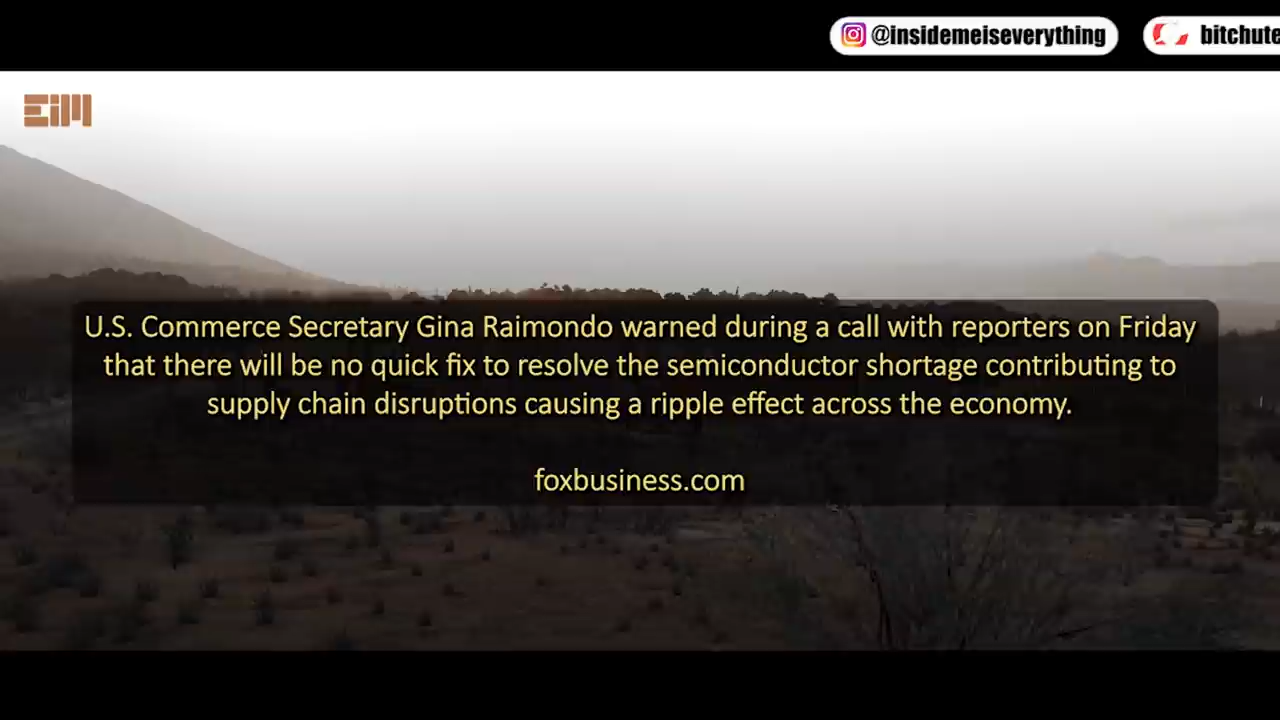 @insidemeiseverything
bitchute
EiM
U.S. Commerce Secretary Gina Raimondo warned during a call with reporters on Friday
that there will be no quick fix to resolve the semiconductor shortage contributing to
supply chain disruptions causing a ripple effect across the economy.
foxbusiness.com